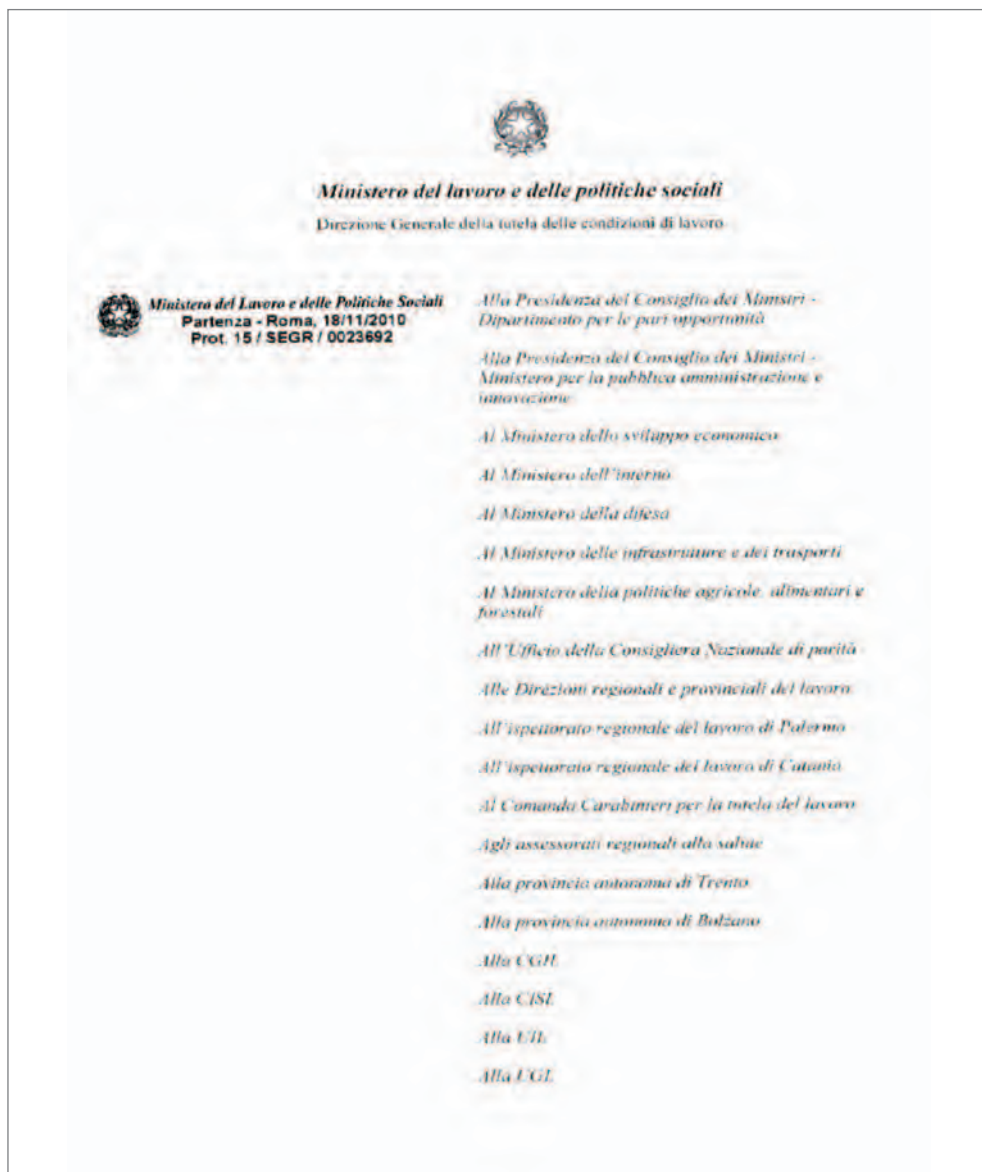 Ministero del lavoro e delle politiche sociali
Direzione Generale della tutela delle condizioni di lavoro
Ministero del Lavoro e delle Politiche Sociali
Partenza - Roma, 18/11/2010
Prot. 15 / SEGR / 0023692
Alla Presidenza del Consiglio dei Ministri -
Dipartimento per le pari opportunità
Alla Presidenza del Consiglio dei Ministri -
Ministero per la pubblica amministrazione e
innovazione
Al Ministero dello sviluppo economico
Al Ministero dell'interno
Al Ministero della difesa
Al Ministero delle infrastrutture e dei trasporti
Al Ministero della politiche agricole, alimentari e
forestali
All'Ufficio della Consigliera Nazionale di parità
Alle Direzioni regionali e provinciali del lavoro
All'ispettorato regionale del lavoro di Palermo
All'ispettorato regionale del lavoro di Catania
Al Comando Carabinieri per la tutela del lavoro
Agli assessorati regionali alla salute
Alla provincia autonoma di Trento
Alla provincia autonoma di Bolzano
Alla CGIL
Alla CISL
Alla UIL
Alla UGL